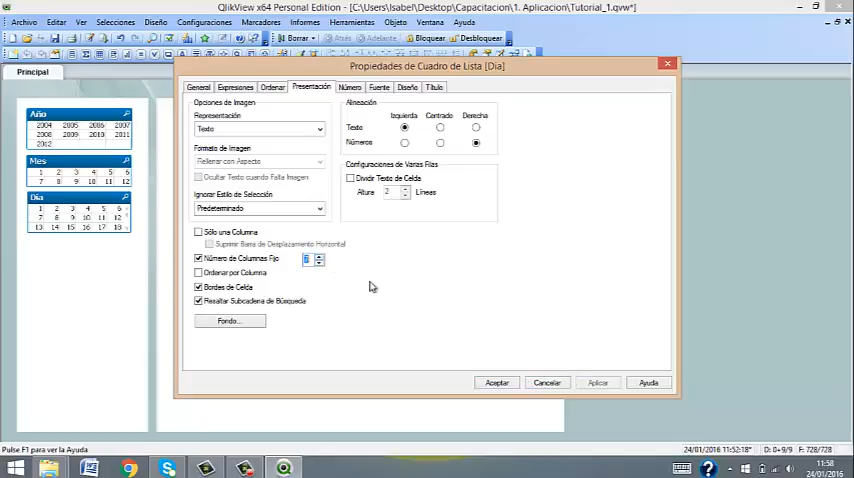 QlikView x64 Personal Edition - [C:\Users\Isabel\Desktop\Capacitacion\1. Aplicacion\Tutorial_1.qvw*]
Archivo Editar Ver Selecciones Diseño Configuraciones Marcadores Informes Herramientas Objeto Ventana Ayuda
Borrar Atrás Adelante Bloquear Desbloquear
Principal
Propiedades de Cuadro de Lista [Dia]
General Expresiones Ordenar Presentación Número Fuente Diseño Título
Opciones de Imagen
Representación
Texto
Formato de Imagen
Rellenar con Aspecto
Ocultar Texto cuando Falta Imagen
Ignorar Estilo de Selección
Predeterminado
Alineación
Izquierda Centrado Derecha
Texto
Números
Configuraciones de Varias Filas
Dividir Texto de Celda
Altura 2 Líneas
Sólo una Columna
Suprimir Barra de Desplazamiento Horizontal
Número de Columnas Fijo
Ordenar por Columna
Bordes de Celda
Resaltar Subcadena de Búsqueda
Fondo...
Aceptar Cancelar Aplicar Ayuda
Año
2004 2005 2006 2007
2008 2009 2010 2011
2012
Mes
1 2 3 4 5 6
7 8 9 10 11 12
Dia
1 2 3 4 5 6
7 8 9 10 11 12
13 14 15 16 17 18
Pulse F1 para ver la Ayuda
24/01/2016 11:52:18* D: 0+9/9 F: 728/728
11:58
24/01/2016